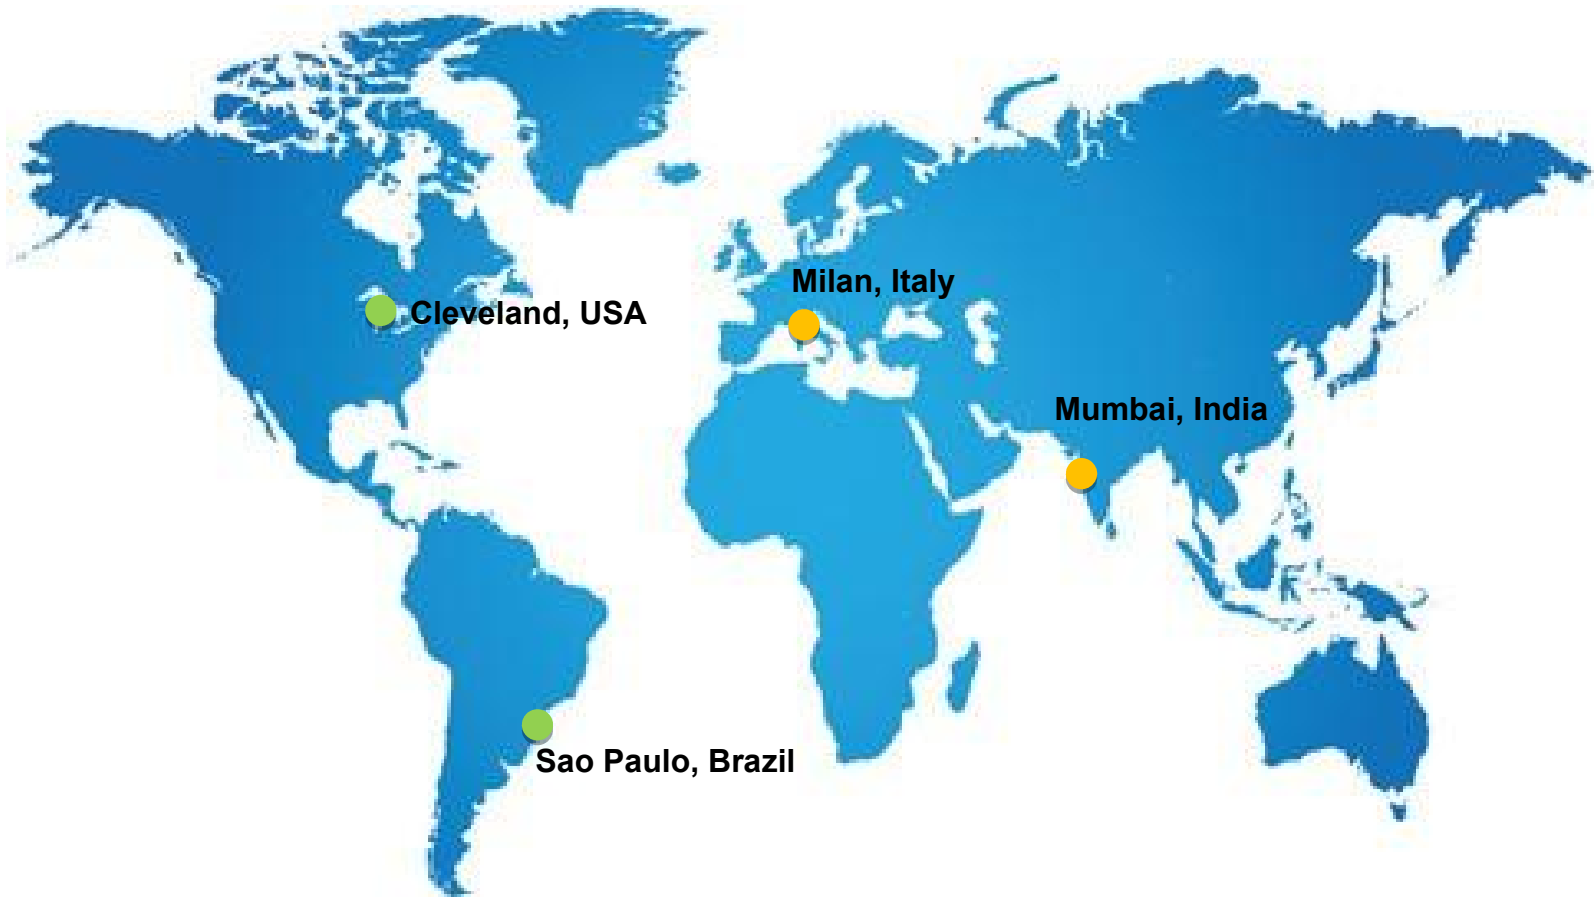 Milan, Italy
Cleveland, USA
Mumbai, India
Sao Paulo, Brazil